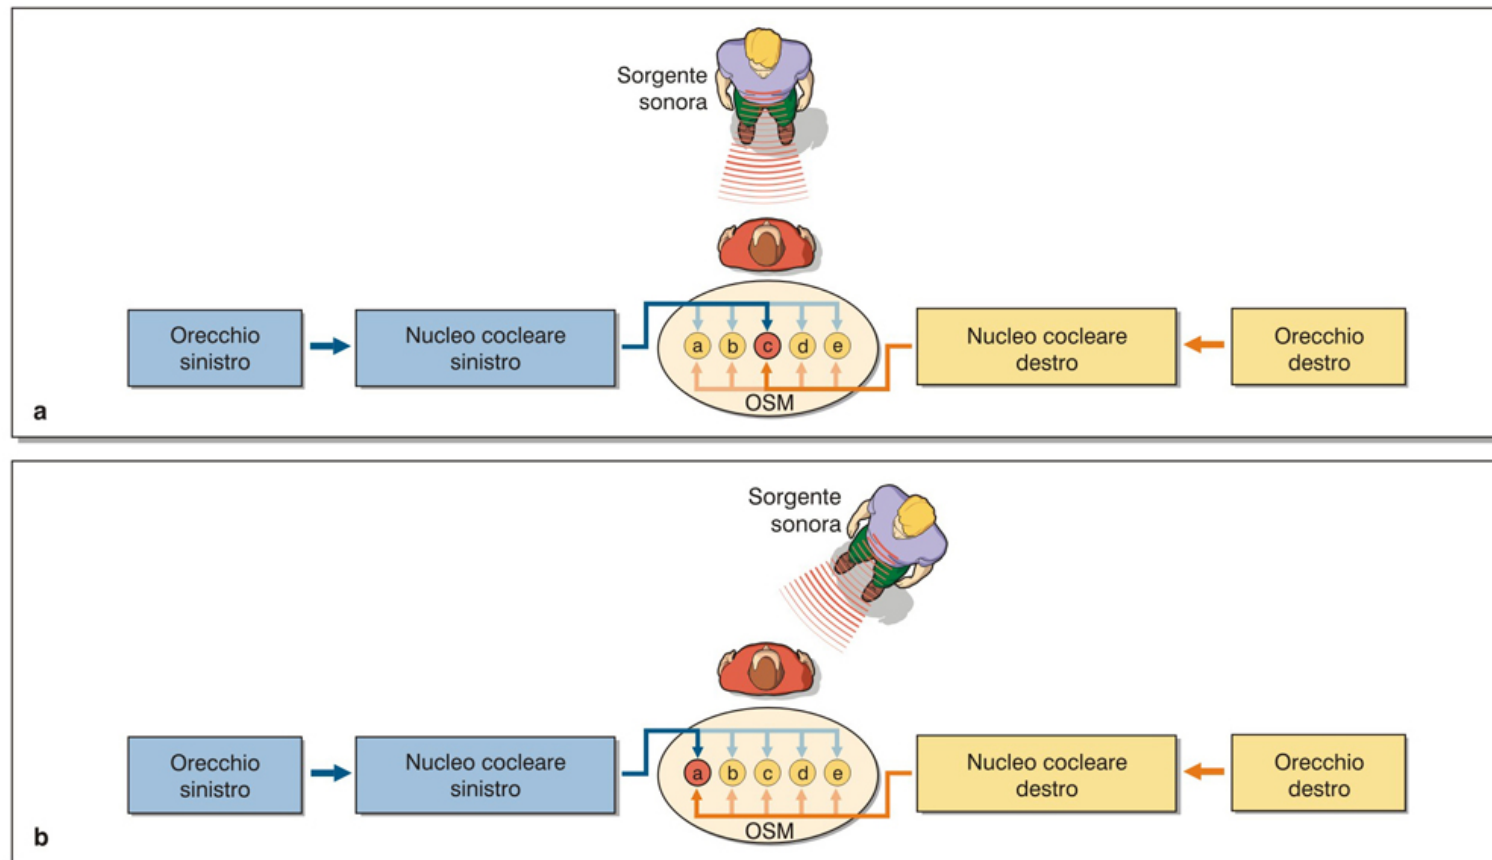 Sorgente
sonora
Orecchio
sinistro
Nucleo cocleare
sinistro
a b c d e
OSM
Nucleo cocleare
destro
Orecchio
destro
a
Sorgente
sonora
Orecchio
sinistro
Nucleo cocleare
sinistro
a b c d e
OSM
Nucleo cocleare
destro
Orecchio
destro
b